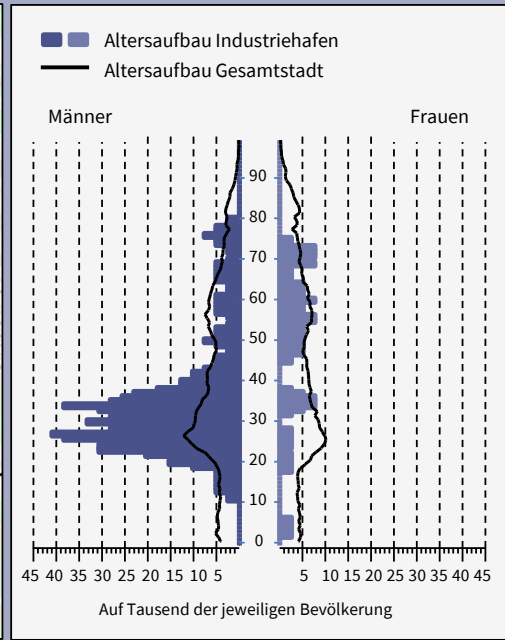 Altersaufbau Industriehafen
Altersaufbau Gesamtstadt
Männer Frauen
90
80
70
60
50
40
30
20
10
0
45 40 35 30 25 20 15 10 5 5 10 15 20 25 30 35 40 45
Auf Tausend der jeweiligen Bevölkerung